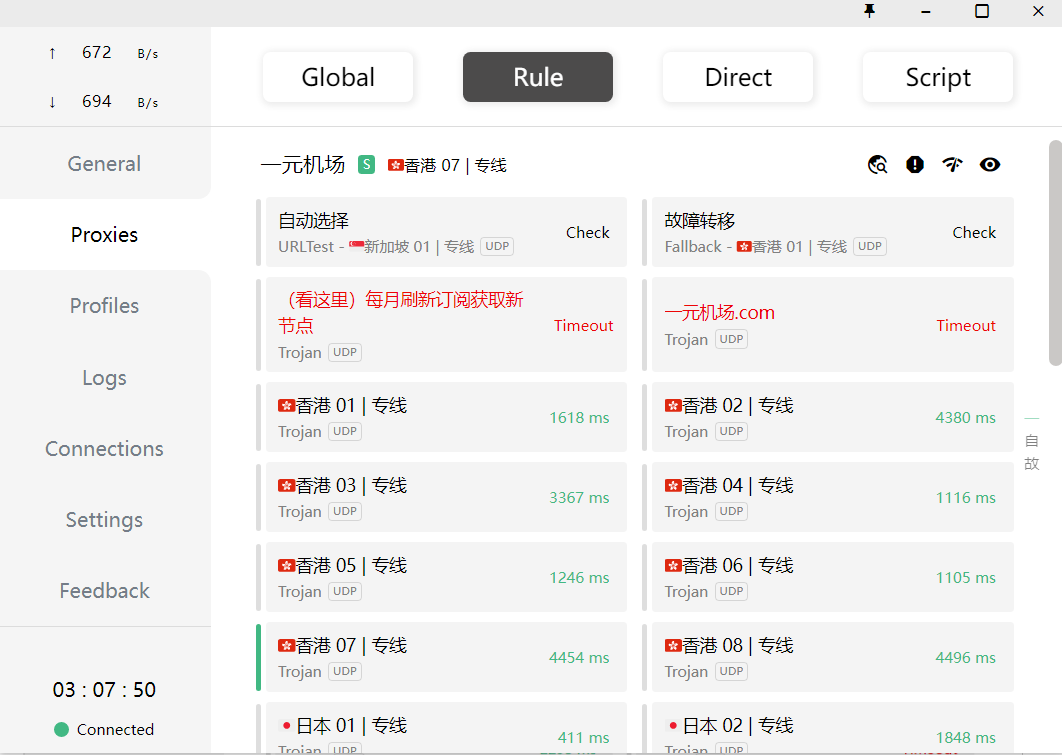 ↑ 672 B/s
↓ 694 B/s
General
Proxies
Profiles
Logs
Connections
Settings
Feedback
03 : 07 : 50
Connected
Global
Rule
Direct
Script
一元机场 S 🇭🇰香港 07 | 专线
自动选择
URLTest - 🇸🇬新加坡 01 | 专线 UDP
Check
故障转移
Fallback - 🇭🇰香港 01 | 专线 UDP
Check
（看这里）每月刷新订阅获取新
节点
Trojan UDP
Timeout
一元机场.com
Trojan UDP
Timeout
🇭🇰香港 01 | 专线
Trojan UDP
1618 ms
🇭🇰香港 02 | 专线
Trojan UDP
4380 ms
🇭🇰香港 03 | 专线
Trojan UDP
3367 ms
🇭🇰香港 04 | 专线
Trojan UDP
1116 ms
🇭🇰香港 05 | 专线
Trojan UDP
1246 ms
🇭🇰香港 06 | 专线
Trojan UDP
1105 ms
🇭🇰香港 07 | 专线
Trojan UDP
4454 ms
🇭🇰香港 08 | 专线
Trojan UDP
4496 ms
🇯🇵日本 01 | 专线
Trojan UDP
411 ms
🇯🇵日本 02 | 专线
Trojan UDP
1848 ms
一
自
故